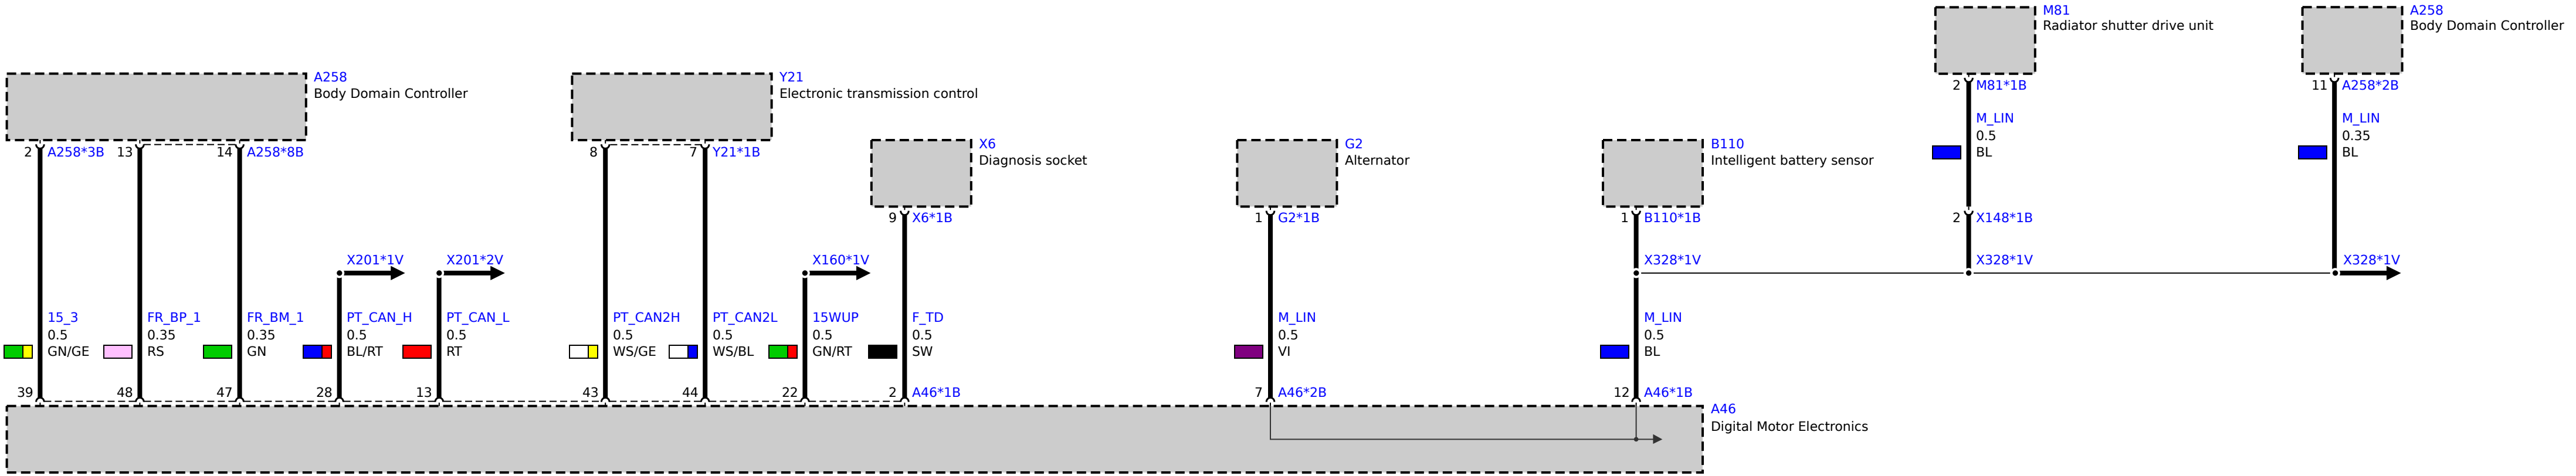 M81
Radiator shutter drive unit
A258
Body Domain Controller
A258
Body Domain Controller
Y21
Electronic transmission control
2 M81*1B
11 A258*2B
M_LIN
0.5
BL
M_LIN
0.35
BL
X6
Diagnosis socket
G2
Alternator
B110
Intelligent battery sensor
2 A258*3B 13 14 A258*8B
8 7 Y21*1B
9 X6*1B
1 G2*1B
1 B110*1B
2 X148*1B
X201*1V
X201*2V
X160*1V
X328*1V
X328*1V
X328*1V
15_3
0.5
GN/GE
FR_BP_1
0.35
RS
FR_BM_1
0.35
GN
PT_CAN_H
0.5
BL/RT
PT_CAN_L
0.5
RT
PT_CAN2H
0.5
WS/GE
PT_CAN2L
0.5
WS/BL
15WUP
0.5
GN/RT
F_TD
0.5
SW
M_LIN
0.5
VI
M_LIN
0.5
BL
39 48 47 28 13 43 44 22 2 A46*1B
7 A46*2B
12 A46*1B
A46
Digital Motor Electronics